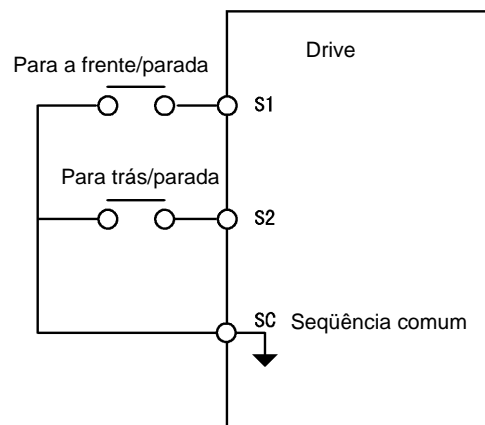 Drive
Para a frente/parada
S1
Para trás/parada
S2
SC Seqüência comum